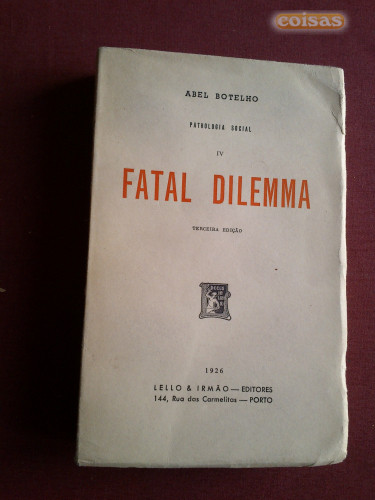 coisas
ABEL BOTELHO
PATHOLOGIA SOCIAL
IV
FATAL DILEMMA
TERCEIRA EDIÇÃO
1926
LELLO & IRMÃO — EDITORES
144, Rua dos Carmelitas — PORTO